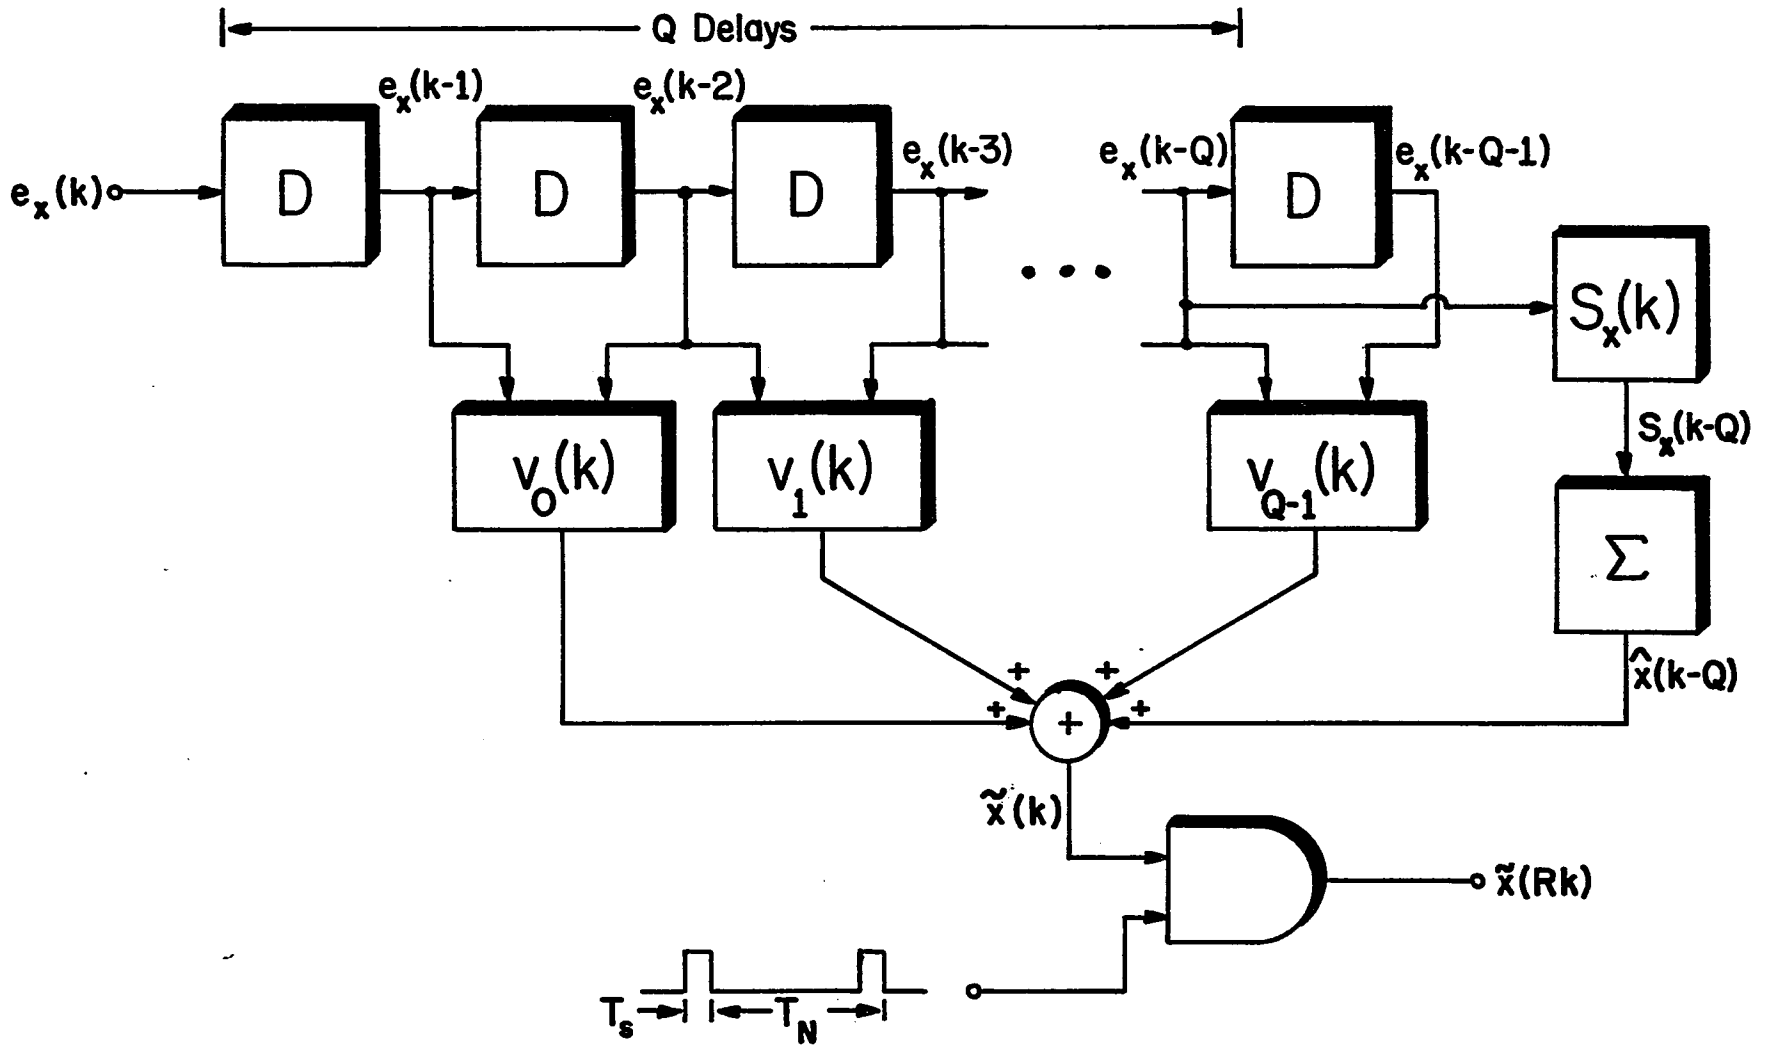 Q Delays
e_x(k-1) e_x(k-2) e_x(k-3) e_x(k-Q) e_x(k-Q-1)
e_x(k) D D D D
S_x(k)
S_x(k-Q)
v_0(k) v_1(k) v_{Q-1}(k)
Σ
x̂(k-Q)
+ + + + +
x̃(k)
x̃(Rk)
T_s T_N